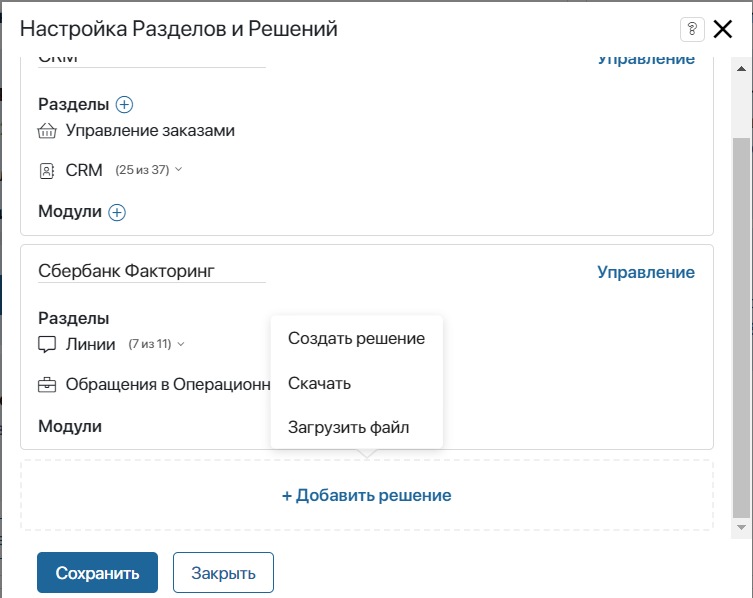 Настройка Разделов и Решений
?
CRM
Управление
Разделы
Управление заказами
CRM (25 из 37)
Модули
Сбербанк Факторинг
Управление
Разделы
Линии (7 из 11)
Обращения в Операционн
Модули
Создать решение
Скачать
Загрузить файл
+ Добавить решение
Сохранить
Закрыть